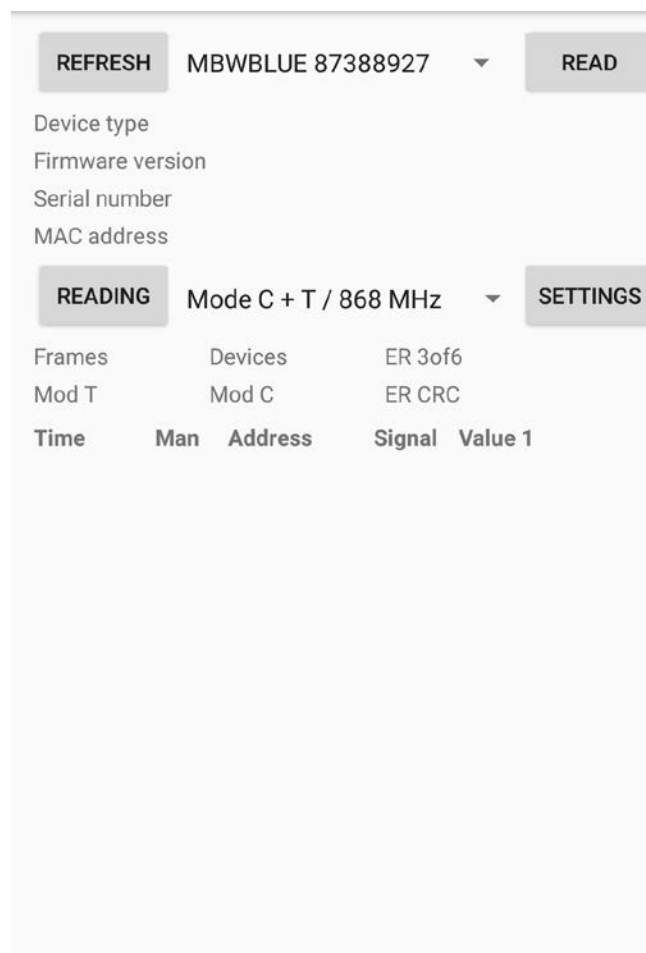 REFRESH MBWBLUE 87388927 READ
Device type
Firmware version
Serial number
MAC address
READING Mode C + T / 868 MHz SETTINGS
Frames Devices ER 3of6
Mod T Mod C ER CRC
Time Man Address Signal Value 1